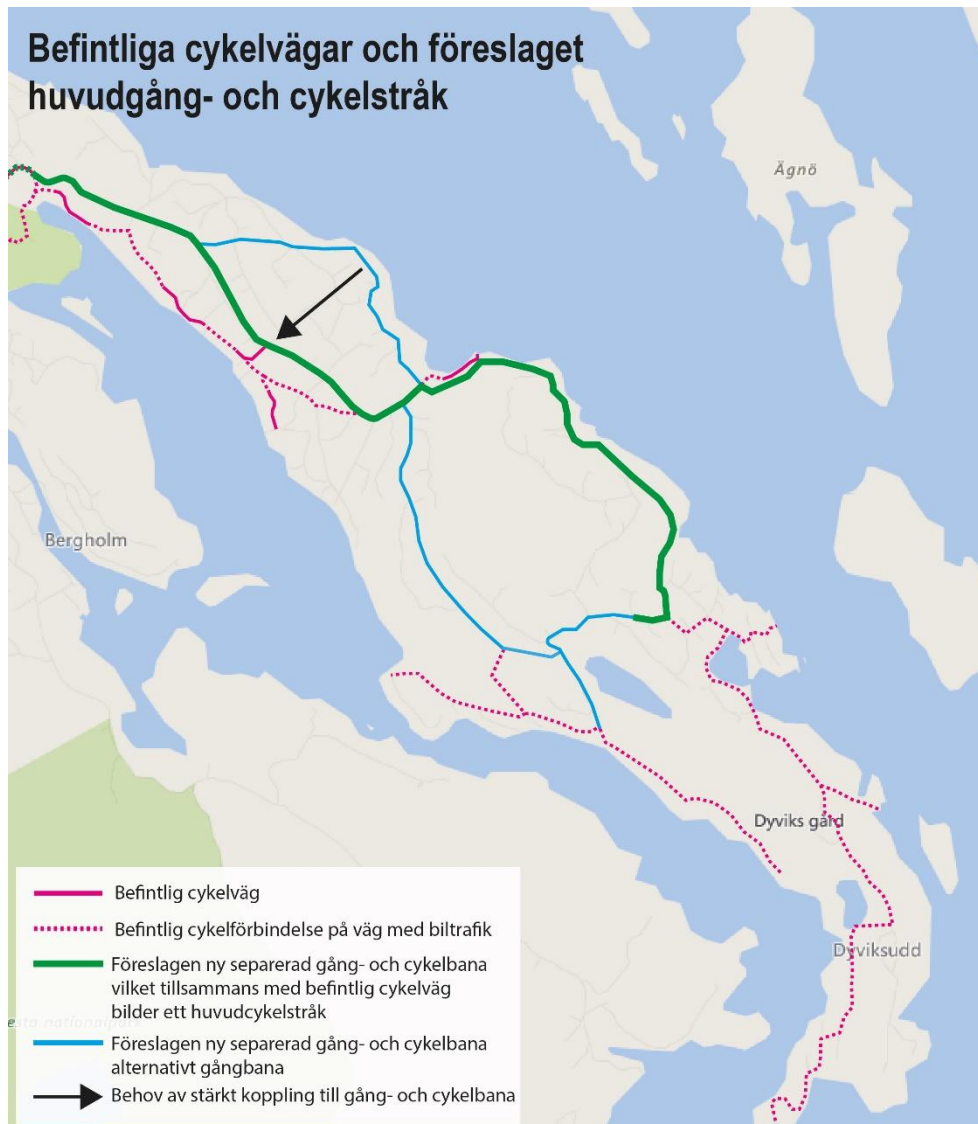 Befintliga cykelvägar och föreslaget
huvudgång- och cykelstråk
Ägnö
Bergholm
Dyviks gård
Dyviksudd
Befintlig cykelväg
Befintlig cykelförbindelse på väg med biltrafik
Föreslagen ny separerad gång- och cykelbana
vilket tillsammans med befintlig cykelväg
bilder ett huvudcykelstråk
esta nationalpark
Föreslagen ny separerad gång- och cykelbana
alternativt gångbana
Behov av stärkt koppling till gång- och cykelbana